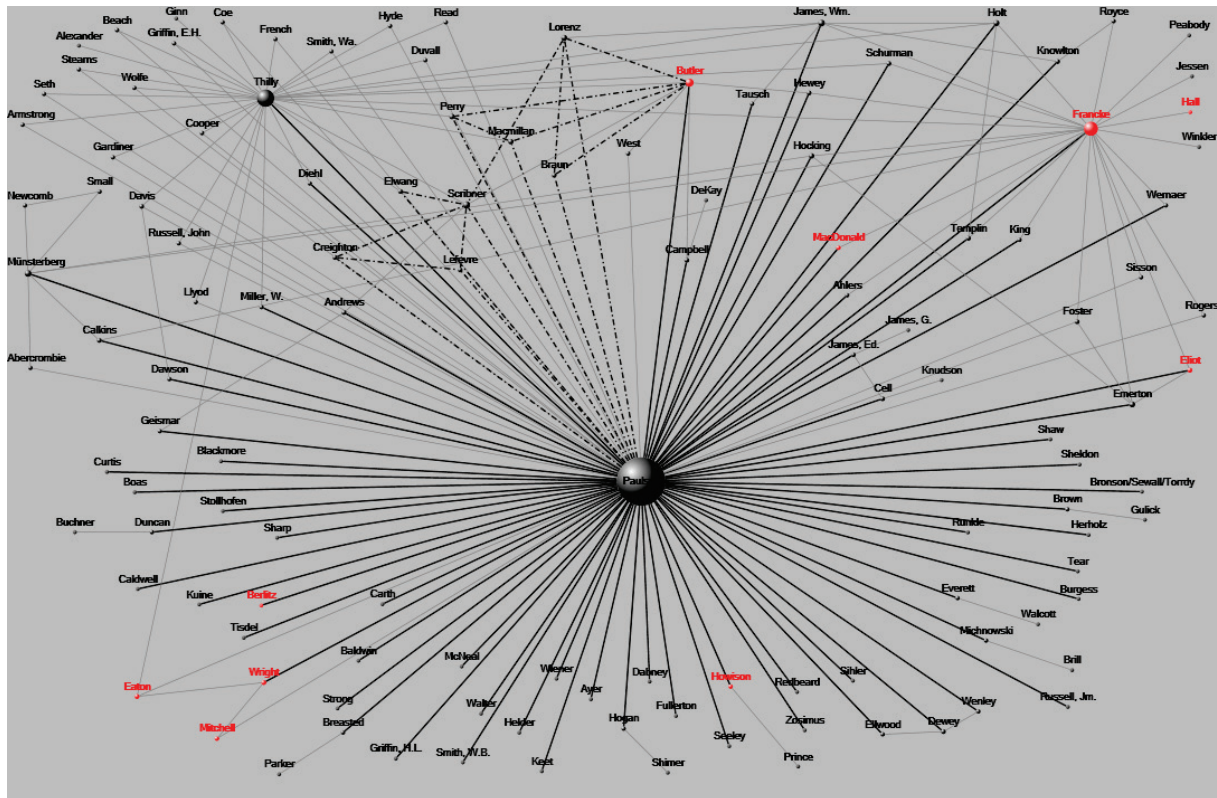 Ginn
Coe
Beach
Hyde
Read
Lorenz
James, Wm.
Holt
Royce
Alexander
Griffin, E.H.
French
Smith, Wa.
Peabody
Stearns
Duvall
Schurman
Knowlton
Wolfe
Thilly
Butler
Jessen
Seth
Hewey
Tausch
Armstrong
Perry
Francke
Hall
Cooper
Macmillan
Gardiner
West
Hocking
Winkler
Diehl
Braun
Small
Elwang
Newcomb
Davis
Scribner
DeKay
Wernaer
Russell, John
Creighton
Campbell
MacDonald
Templin
King
Münsterberg
Lefevre
Sisson
Llyod
Miller, W.
Andrews
Ahlers
Foster
Rogers
Calkins
James, G.
James, Ed.
Abercrombie
Dawson
Knudson
Eliot
Cell
Emerton
Geismar
Shaw
Blackmore
Curtis
Sheldon
Boas
Pauls
Bronson/Sewall/Torrdy
Stollhofen
Brown
Gulick
Buchner
Duncan
Sharp
Runkle
Herholz
Tear
Caldwell
Kuine
Berlitz
Carth
Everett
Burgess
Tisdel
Walcott
Michnowski
Baldwin
McNeal
Wiener
Dabney
Howison
Sihler
Brill
Eaton
Wright
Redbeard
Strong
Walter
Ayer
Fullerton
Wenley
Russell, Jm.
Mitchell
Breasted
Helder
Hogan
Zosimus
Ellwood
Dewey
Griffin, H.L.
Smith, W.B.
Keet
Seeley
Parker
Shimer
Prince